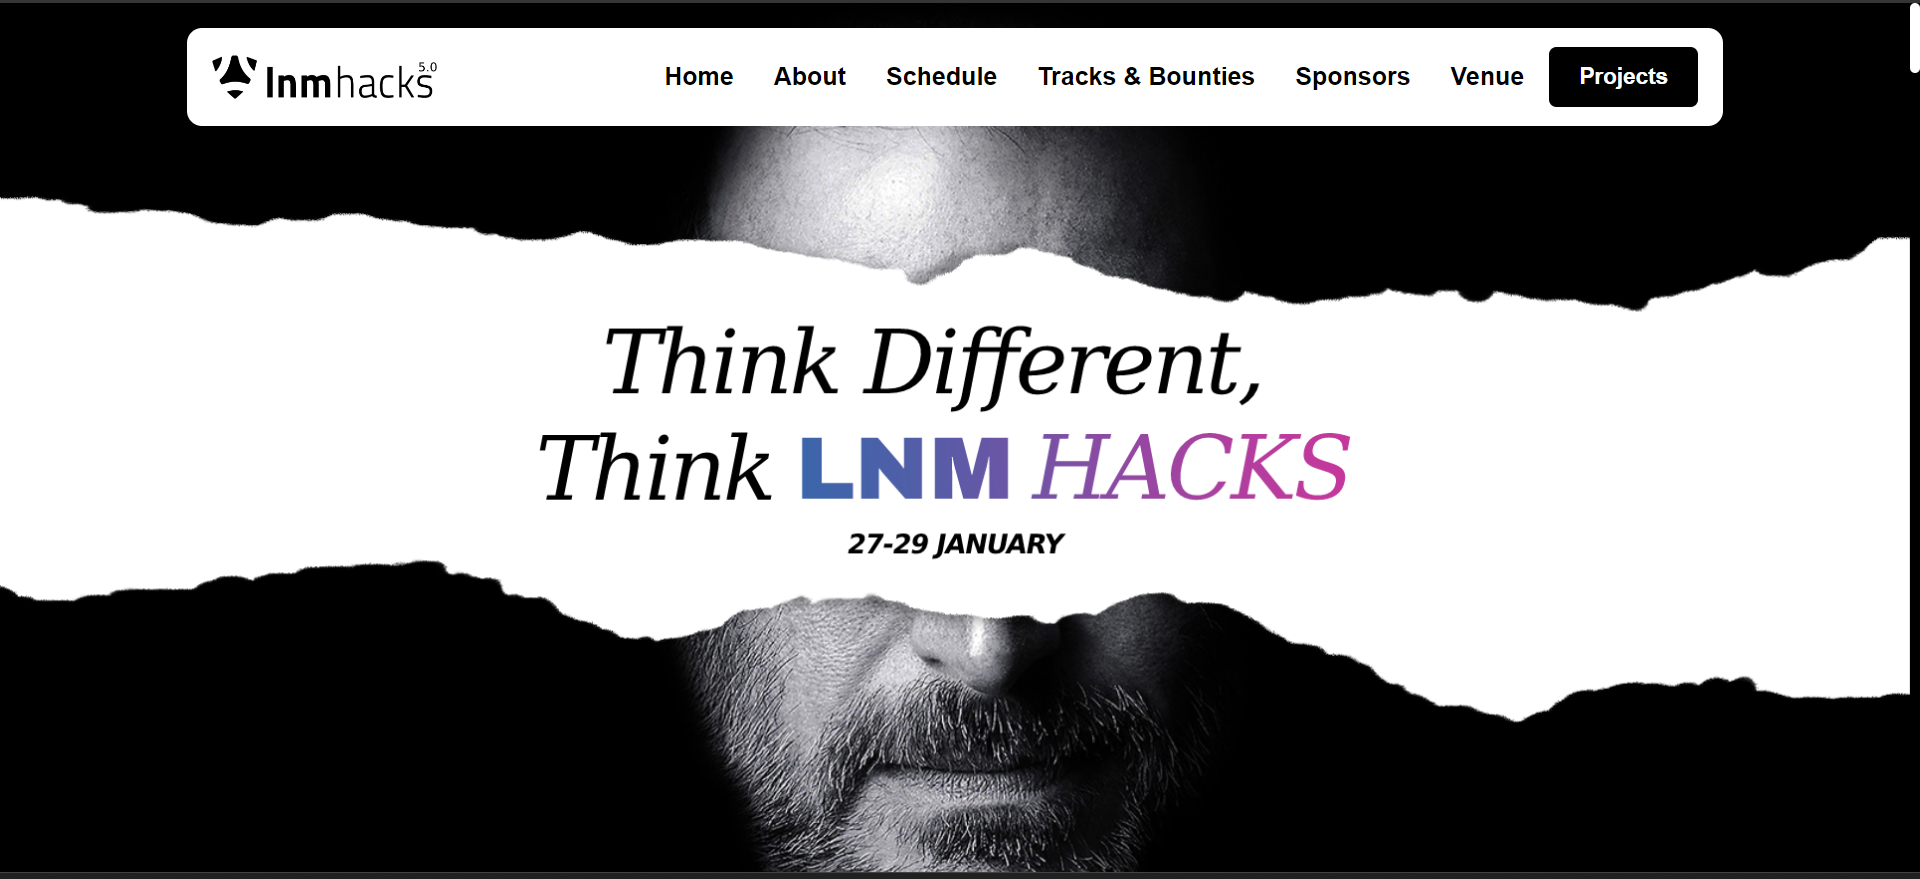 lnmhacks 5.0
Home About Schedule Tracks & Bounties Sponsors Venue Projects
Think Different,
Think LNM HACKS
27-29 JANUARY